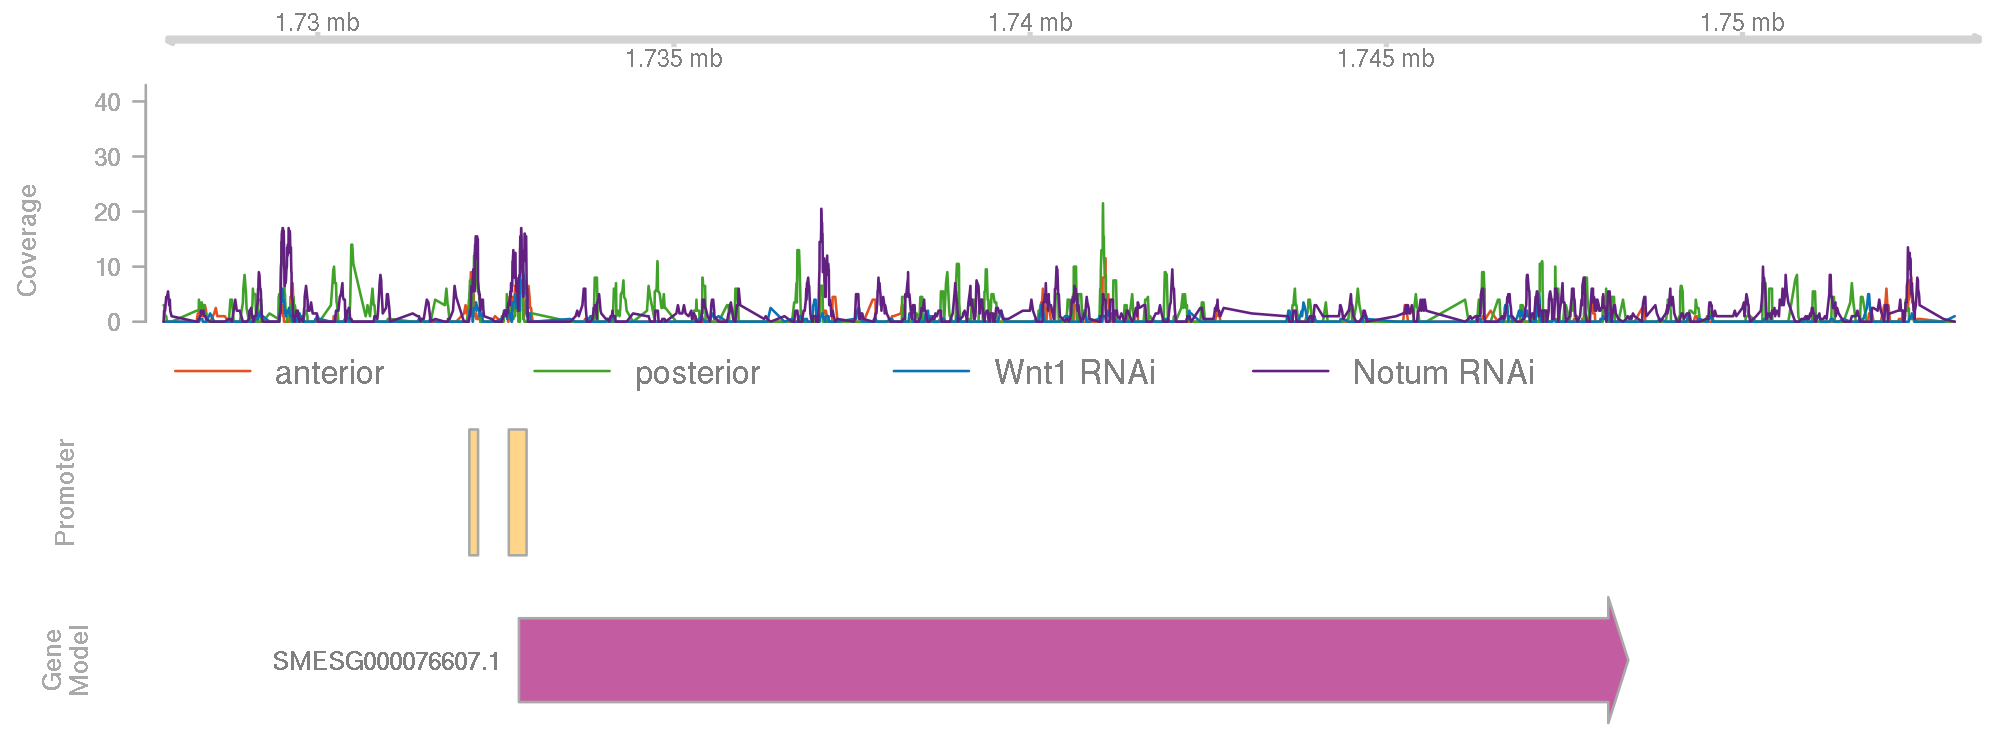 1.73 mb
1.74 mb
1.75 mb
1.735 mb
1.745 mb
Coverage
40
30
20
10
0
anterior
posterior
Wnt1 RNAi
Notum RNAi
Promoter
Gene
Model
SMESG000076607.1